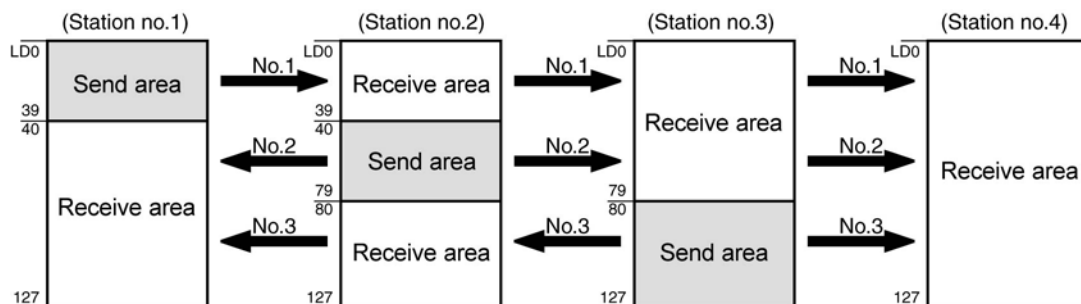 (Station no.1) (Station no.2) (Station no.3) (Station no.4)
LD0 LD0 LD0 LD0
Send area No.1 Receive area No.1 Receive area No.1 Receive area
39 39
40 40
No.2 Send area No.2 No.2
Receive area
79 79
80 80
No.3 Receive area No.3 Send area No.3
127 127 127 127